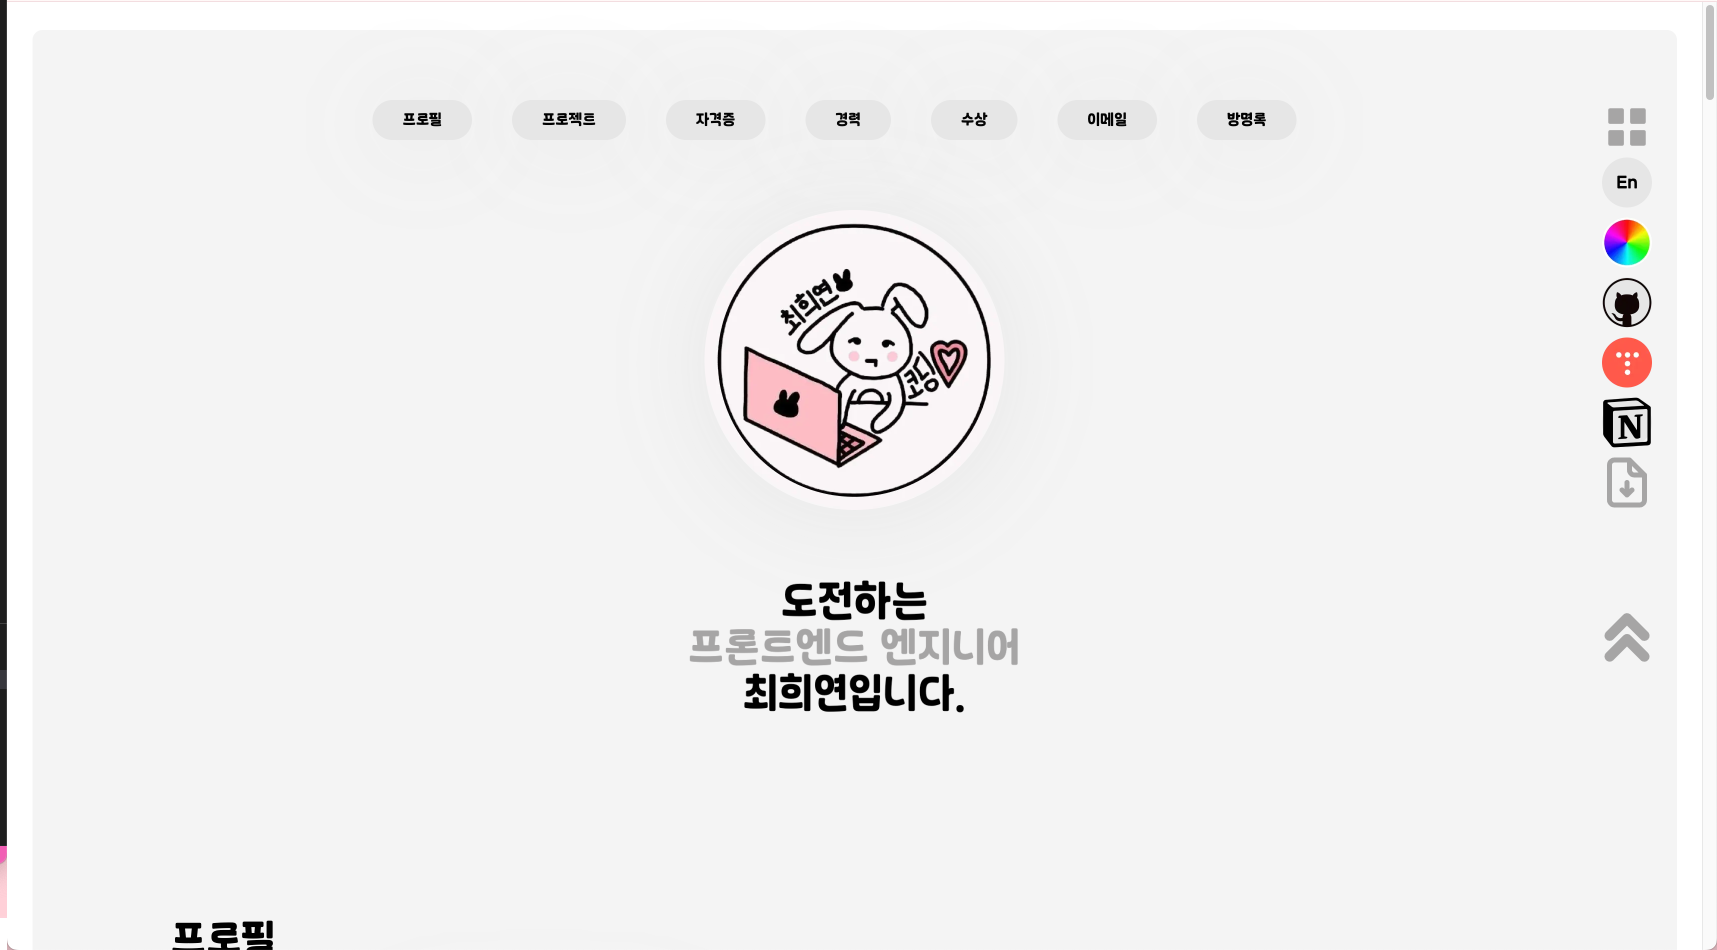 프로필
프로젝트
자격증
경력
수상
이메일
방명록
En
최희연
코딩
N
도전하는
프론트엔드 엔지니어
최희연입니다.
프로필